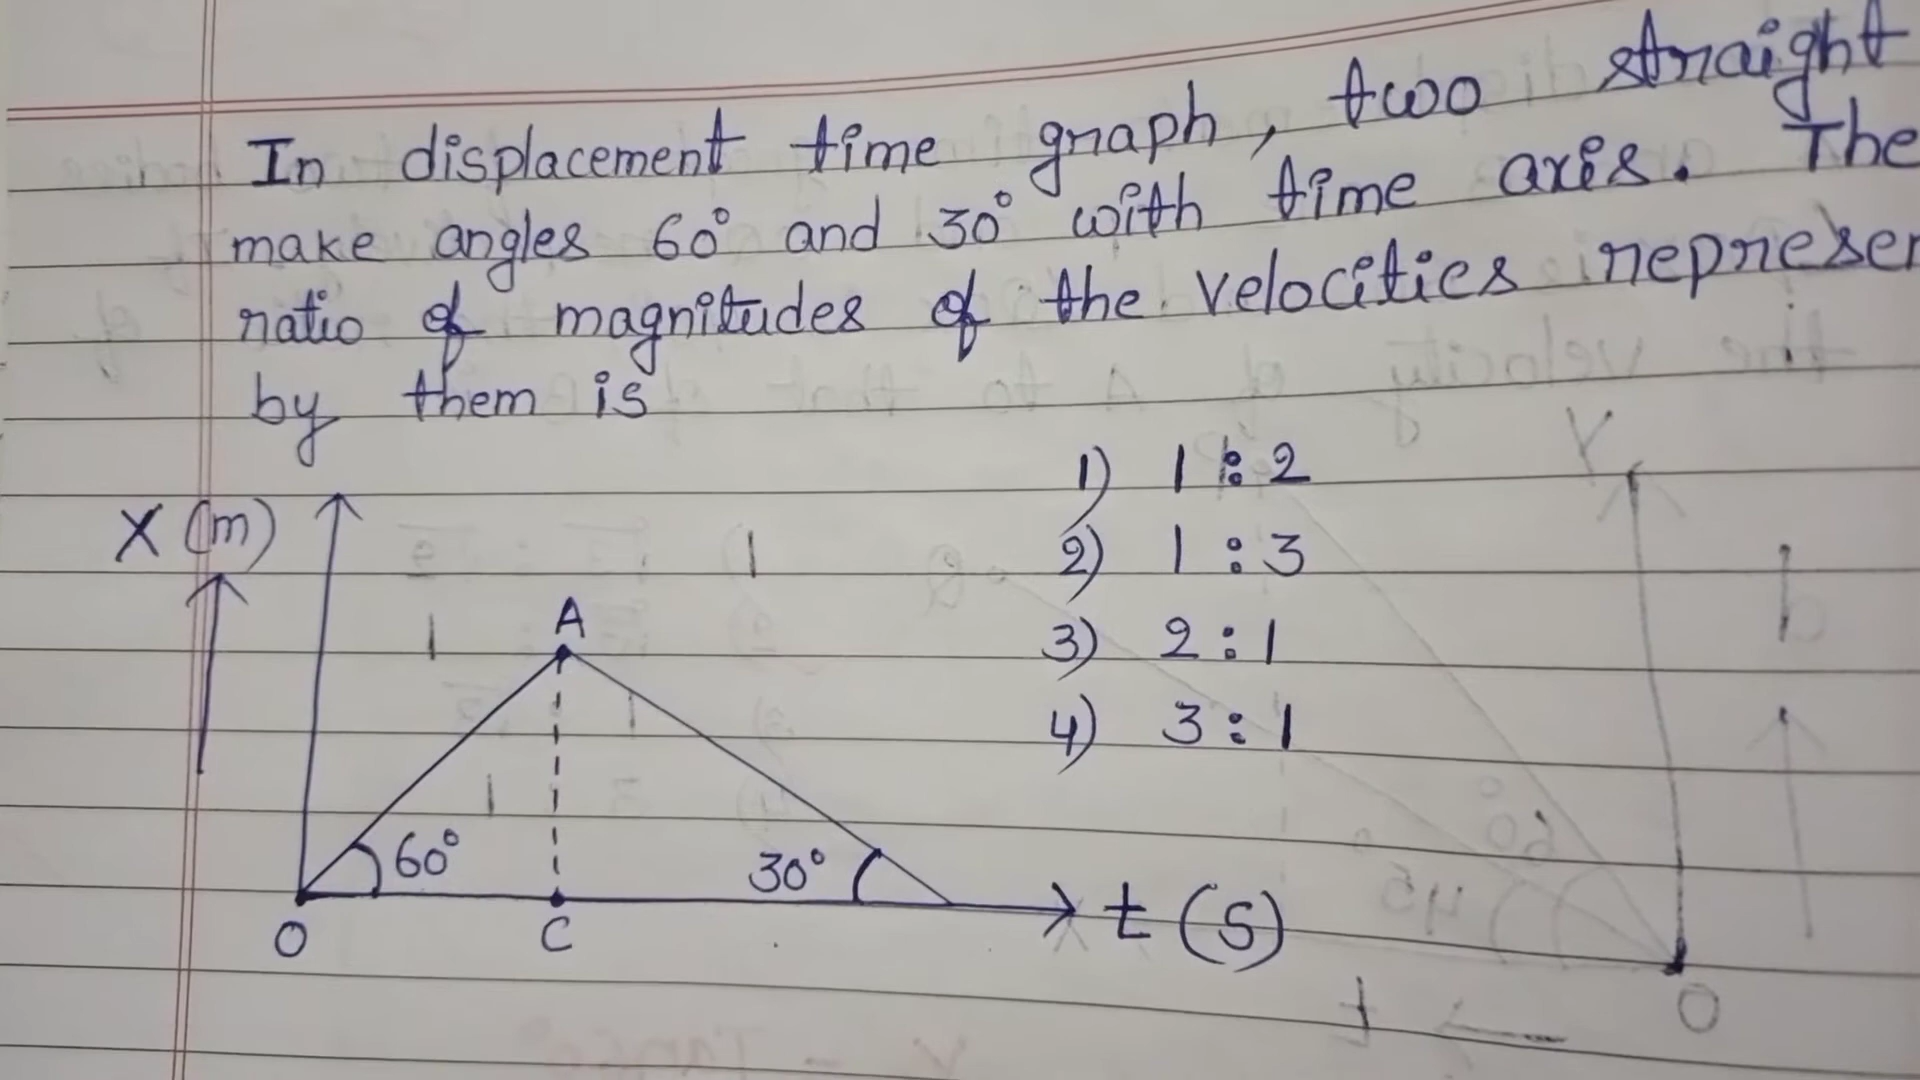 In displacement time graph, two straight
make angles 60° and 30° with time axis. The
ratio of magnitudes of the velocities represen
by them is
1) 1 : 2
2) 1 : 3
3) 2 : 1
4) 3 : 1
X (m)
A
60°
30°
O
C
t (s)